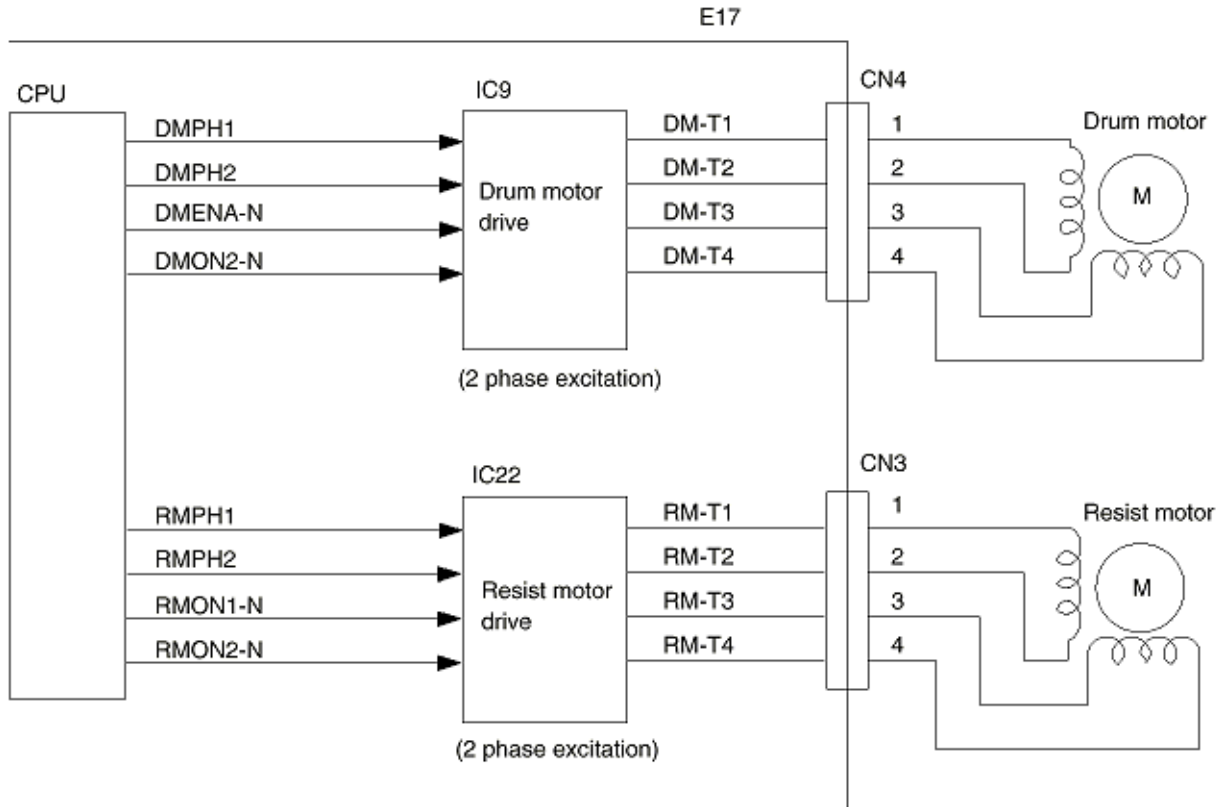 E17
CPU
IC9
CN4
DMPH1
DM-T1
1
Drum motor
DMPH2
DM-T2
2
M
Drum motor
drive
DMENA-N
DM-T3
3
DMON2-N
DM-T4
4
(2 phase excitation)
IC22
CN3
RMPH1
RM-T1
1
Resist motor
RMPH2
RM-T2
2
M
Resist motor
drive
RMON1-N
RM-T3
3
RMON2-N
RM-T4
4
(2 phase excitation)